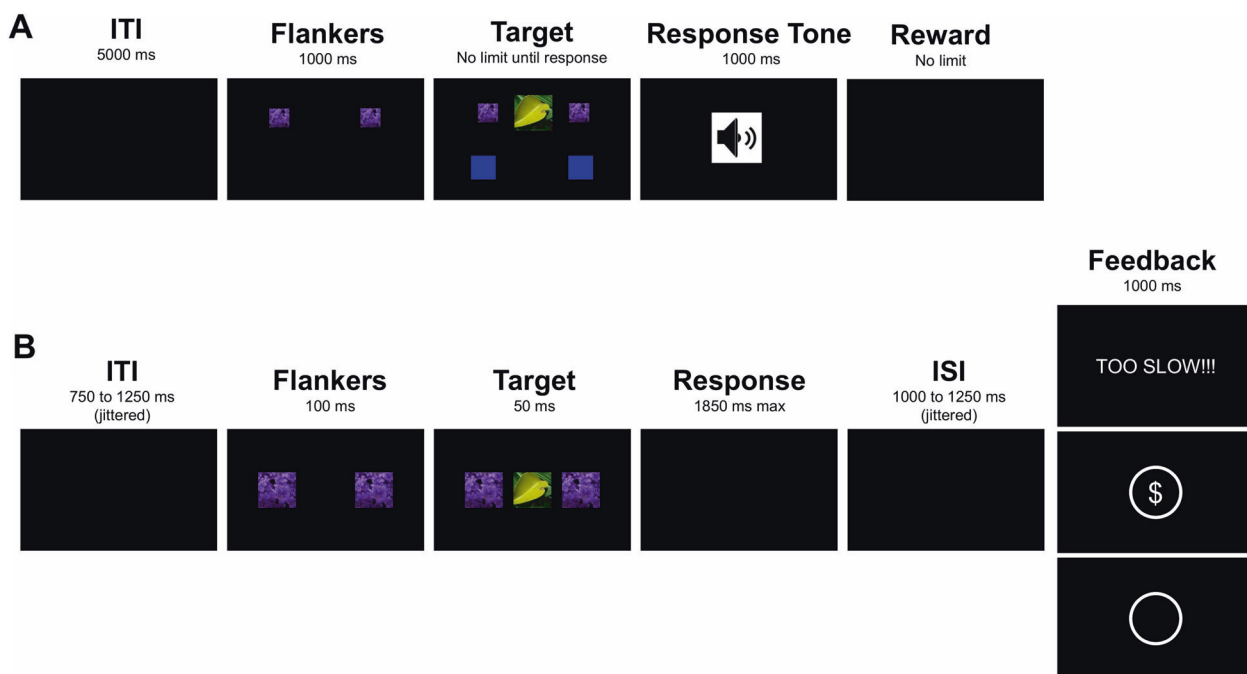 A
ITI
5000 ms
Flankers
1000 ms
Target
No limit until response
Response Tone
1000 ms
Reward
No limit
B
ITI
750 to 1250 ms
(jittered)
Flankers
100 ms
Target
50 ms
Response
1850 ms max
ISI
1000 to 1250 ms
(jittered)
Feedback
1000 ms
TOO SLOW!!!
$